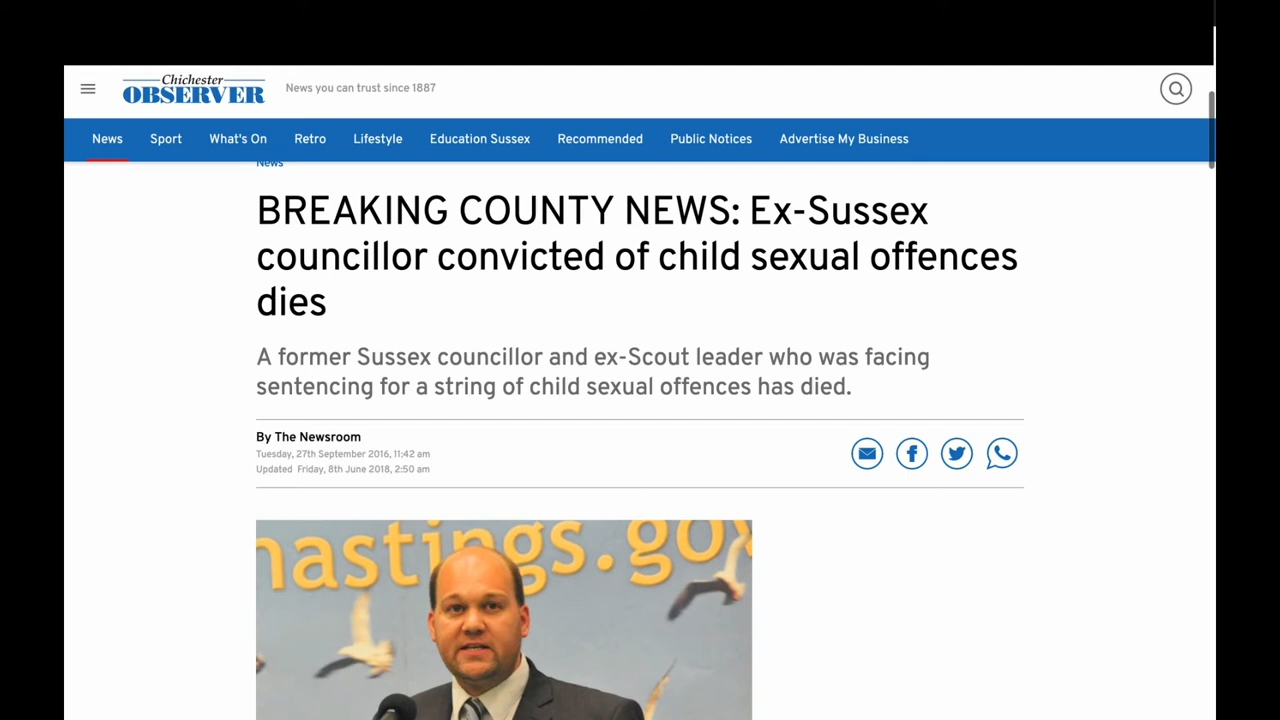 Chichester
OBSERVER
News you can trust since 1887
News Sport What's On Retro Lifestyle Education Sussex Recommended Public Notices Advertise My Business
News
BREAKING COUNTY NEWS: Ex-Sussex
councillor convicted of child sexual offences
dies
A former Sussex councillor and ex-Scout leader who was facing
sentencing for a string of child sexual offences has died.
By The Newsroom
Tuesday, 27th September 2016, 11:42 am
Updated Friday, 8th June 2018, 2:50 am
hastings.gov